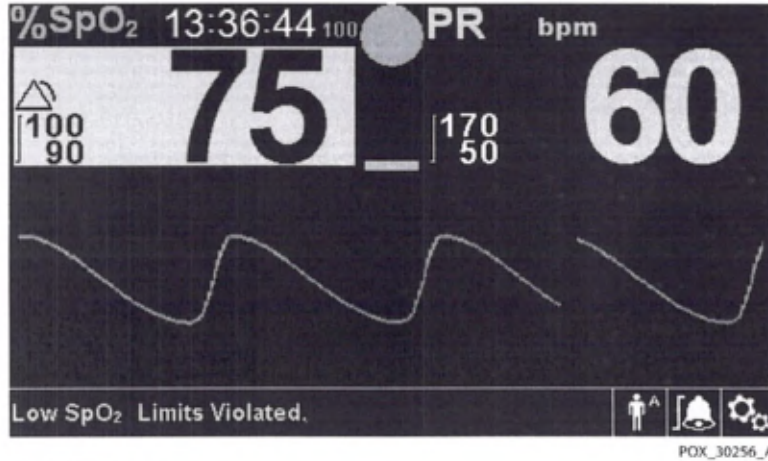 %SpO₂ 13:36:44 100 PR bpm
75 60
100 170
90 50
Low SpO₂ Limits Violated.
A
POX_30256_A